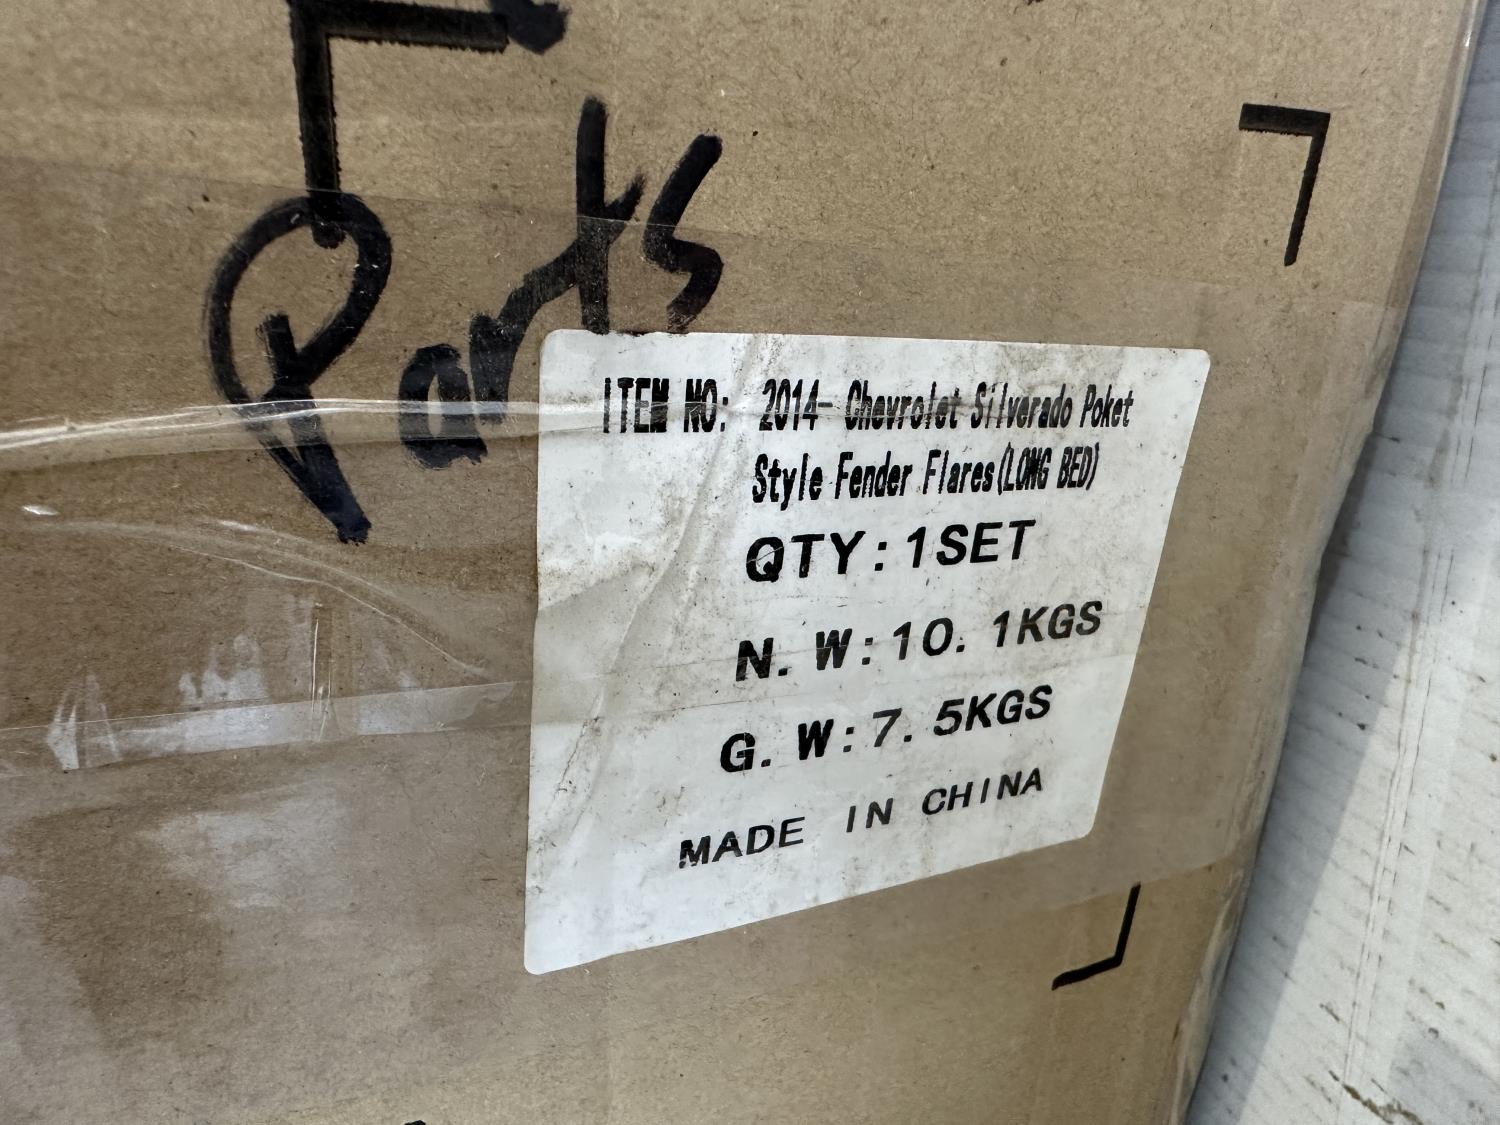 Parts
ITEM NO: 2014- Chevrolet Silverado Poket
Style Fender Flares(LONG BED)
QTY:1SET
N. W:10. 1KGS
G. W:7. 5KGS
MADE IN CHINA